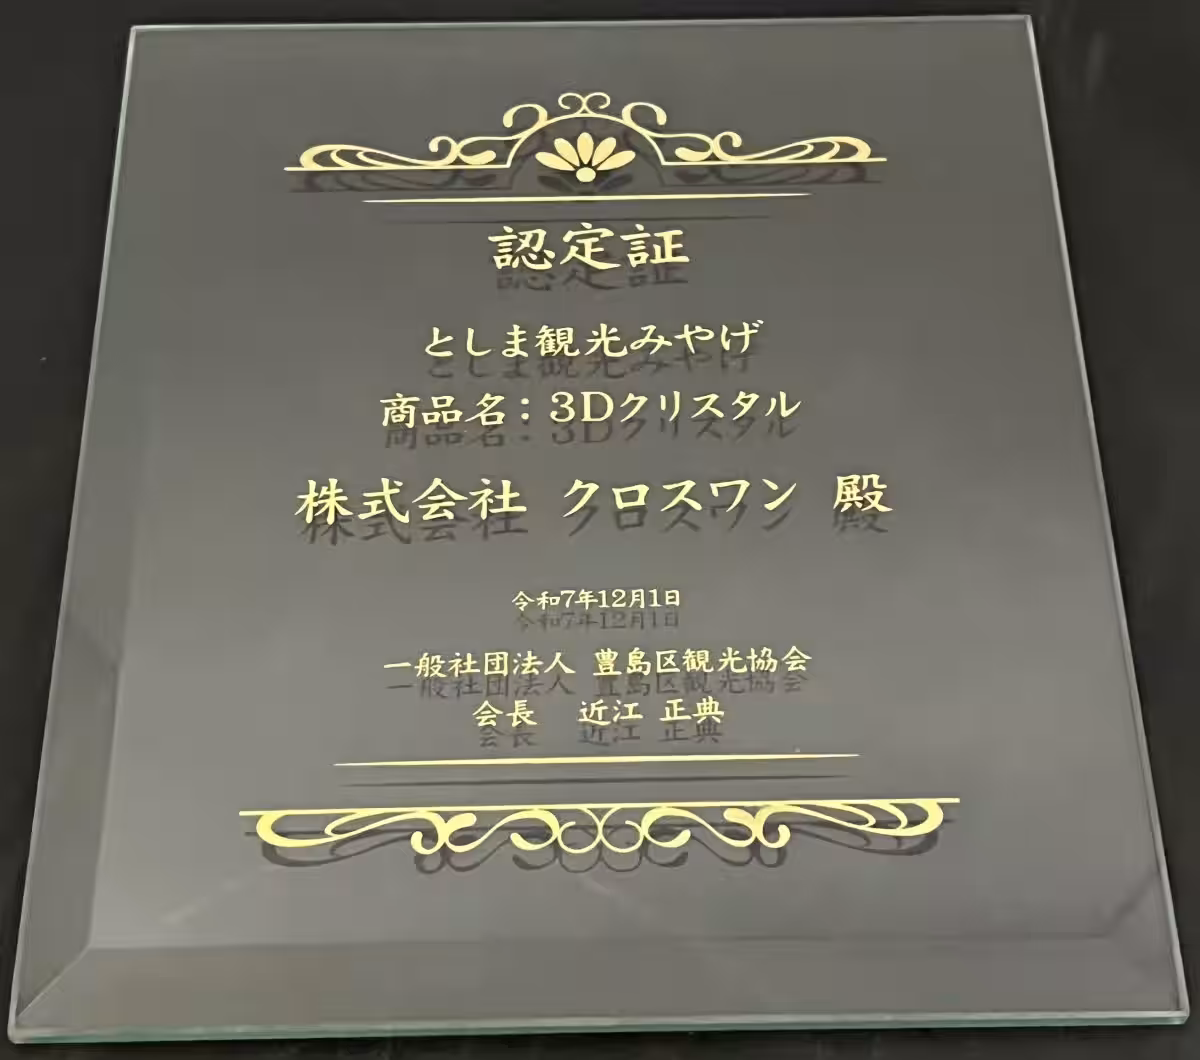 認定証
としま観光みやげ
商品名：3Dクリスタル
株式会社 クロスワン 殿
令和7年12月1日
一般社団法人 豊島区観光協会
会長 近江 正典